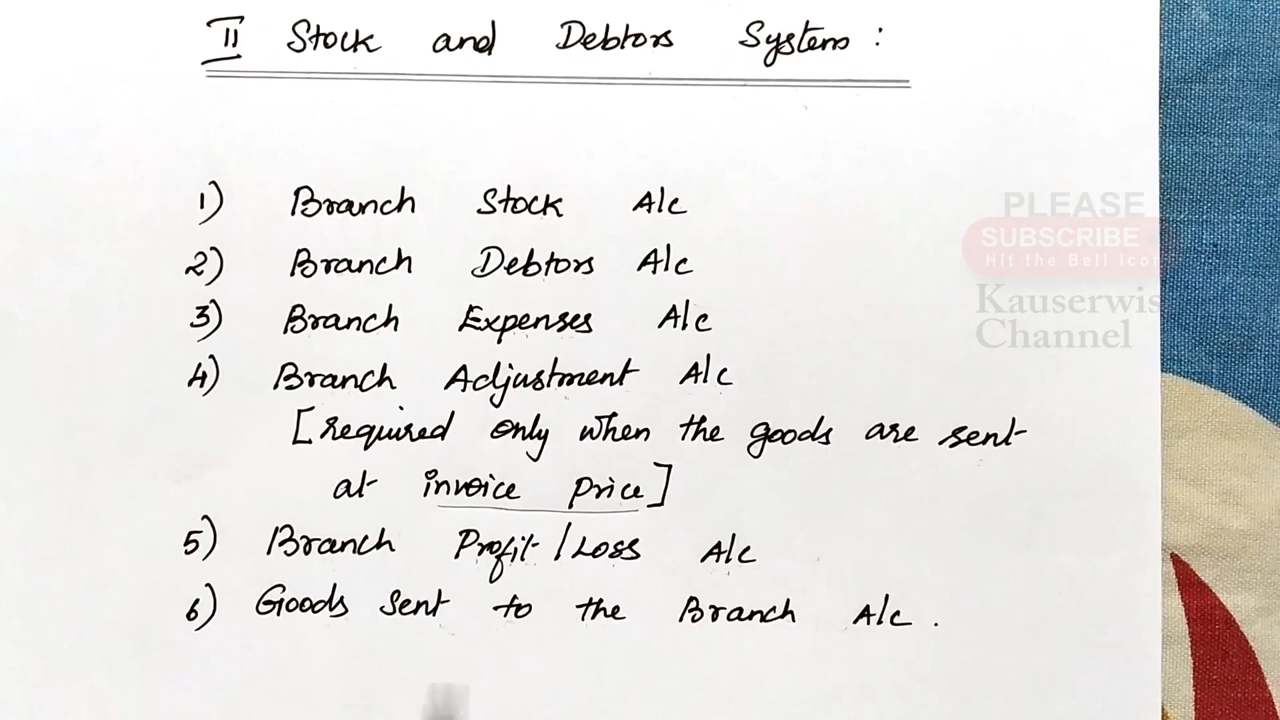 II Stock and Debtors System :
1) Branch Stock A/c
2) Branch Debtors A/c
3) Branch Expenses A/c
4) Branch Adjustment A/c
[required only when the goods are sent
at invoice price]
5) Branch Profit/Loss A/c
6) Goods sent to the Branch A/c .
PLEASE
SUBSCRIBE
Hit the Bell Icon
Kauserwis
Channel